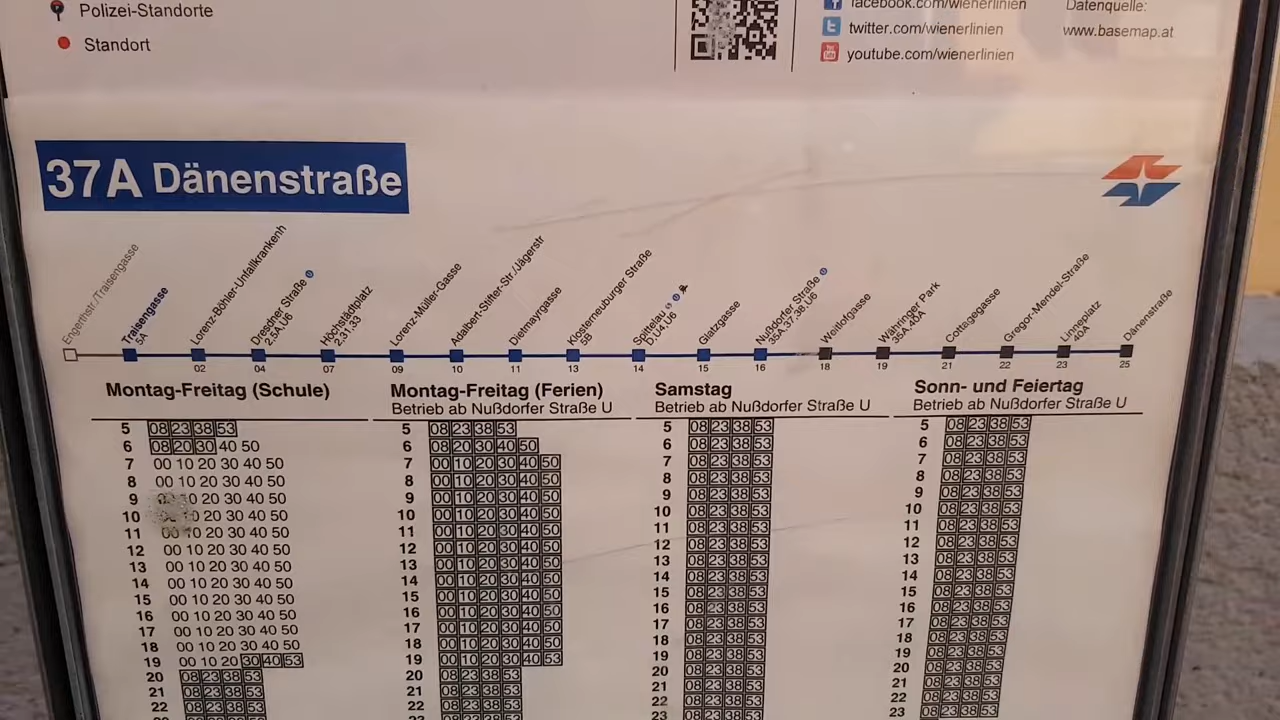 Polizei-Standorte
Standort
facebook.com/wienerlinien
twitter.com/wienerlinien
youtube.com/wienerlinien
Datenquelle:
www.basemap.at
37A Dänenstraße
Engerthstr./Traisengasse
Traisengasse
5A
Lorenz-Böhler-Unfallkrankenh
Dresdner Straße
2,5A,U6
Höchstädtplatz
2,31,33
Lorenz-Müller-Gasse
Adalbert-Stifter-Str./Jägerstr
Dietmayrgasse
Klosterneuburger Straße
5B
Spittelau
D,U4,U6
Glatzgasse
Nußdorfer Straße
35A,37-38,U6
Weitlofgasse
Währinger Park
35A,40A
Cottagegasse
Gregor-Mendel-Straße
Linneplatz
40A
Dänenstraße
02 04 07 09 10 11 13 14 15 16 18 19 21 22 23 25
Montag-Freitag (Schule)
5 08 23 38 53
6 08 20 30 40 50
7 00 10 20 30 40 50
8 00 10 20 30 40 50
9 20 30 40 50
10 20 30 40 50
11 00 10 20 30 40 50
12 00 10 20 30 40 50
13 00 10 20 30 40 50
14 00 10 20 30 40 50
15 00 10 20 30 40 50
16 00 10 20 30 40 50
17 00 10 20 30 40 50
18 00 10 20 30 40 50
19 00 10 20 30 40 53
20 08 23 38 53
21 08 23 38 53
22 08 23 38 53
Montag-Freitag (Ferien)
Betrieb ab Nußdorfer Straße U
5 08 23 38 53
6 08 20 30 40 50
7 00 10 20 30 40 50
8 00 10 20 30 40 50
9 00 10 20 30 40 50
10 00 10 20 30 40 50
11 00 10 20 30 40 50
12 00 10 20 30 40 50
13 00 10 20 30 40 50
14 00 10 20 30 40 50
15 00 10 20 30 40 50
16 00 10 20 30 40 50
17 00 10 20 30 40 50
18 00 10 20 30 40 50
19 00 10 20 30 40 53
20 08 23 38 53
21 08 23 38 53
22 08 23 38 53
23 08 23 38 53
Samstag
Betrieb ab Nußdorfer Straße U
5 08 23 38 53
6 08 23 38 53
7 08 23 38 53
8 08 23 38 53
9 08 23 38 53
10 08 23 38 53
11 08 23 38 53
12 08 23 38 53
13 08 23 38 53
14 08 23 38 53
15 08 23 38 53
16 08 23 38 53
17 08 23 38 53
18 08 23 38 53
19 08 23 38 53
20 08 23 38 53
21 08 23 38 53
22 08 23 38 53
23 08 23 38 53
Sonn- und Feiertag
Betrieb ab Nußdorfer Straße U
5 08 23 38 53
6 08 23 38 53
7 08 23 38 53
8 08 23 38 53
9 08 23 38 53
10 08 23 38 53
11 08 23 38 53
12 08 23 38 53
13 08 23 38 53
14 08 23 38 53
15 08 23 38 53
16 08 23 38 53
17 08 23 38 53
18 08 23 38 53
19 08 23 38 53
20 08 23 38 53
21 08 23 38 53
22 08 23 38 53
23 08 23 38 53